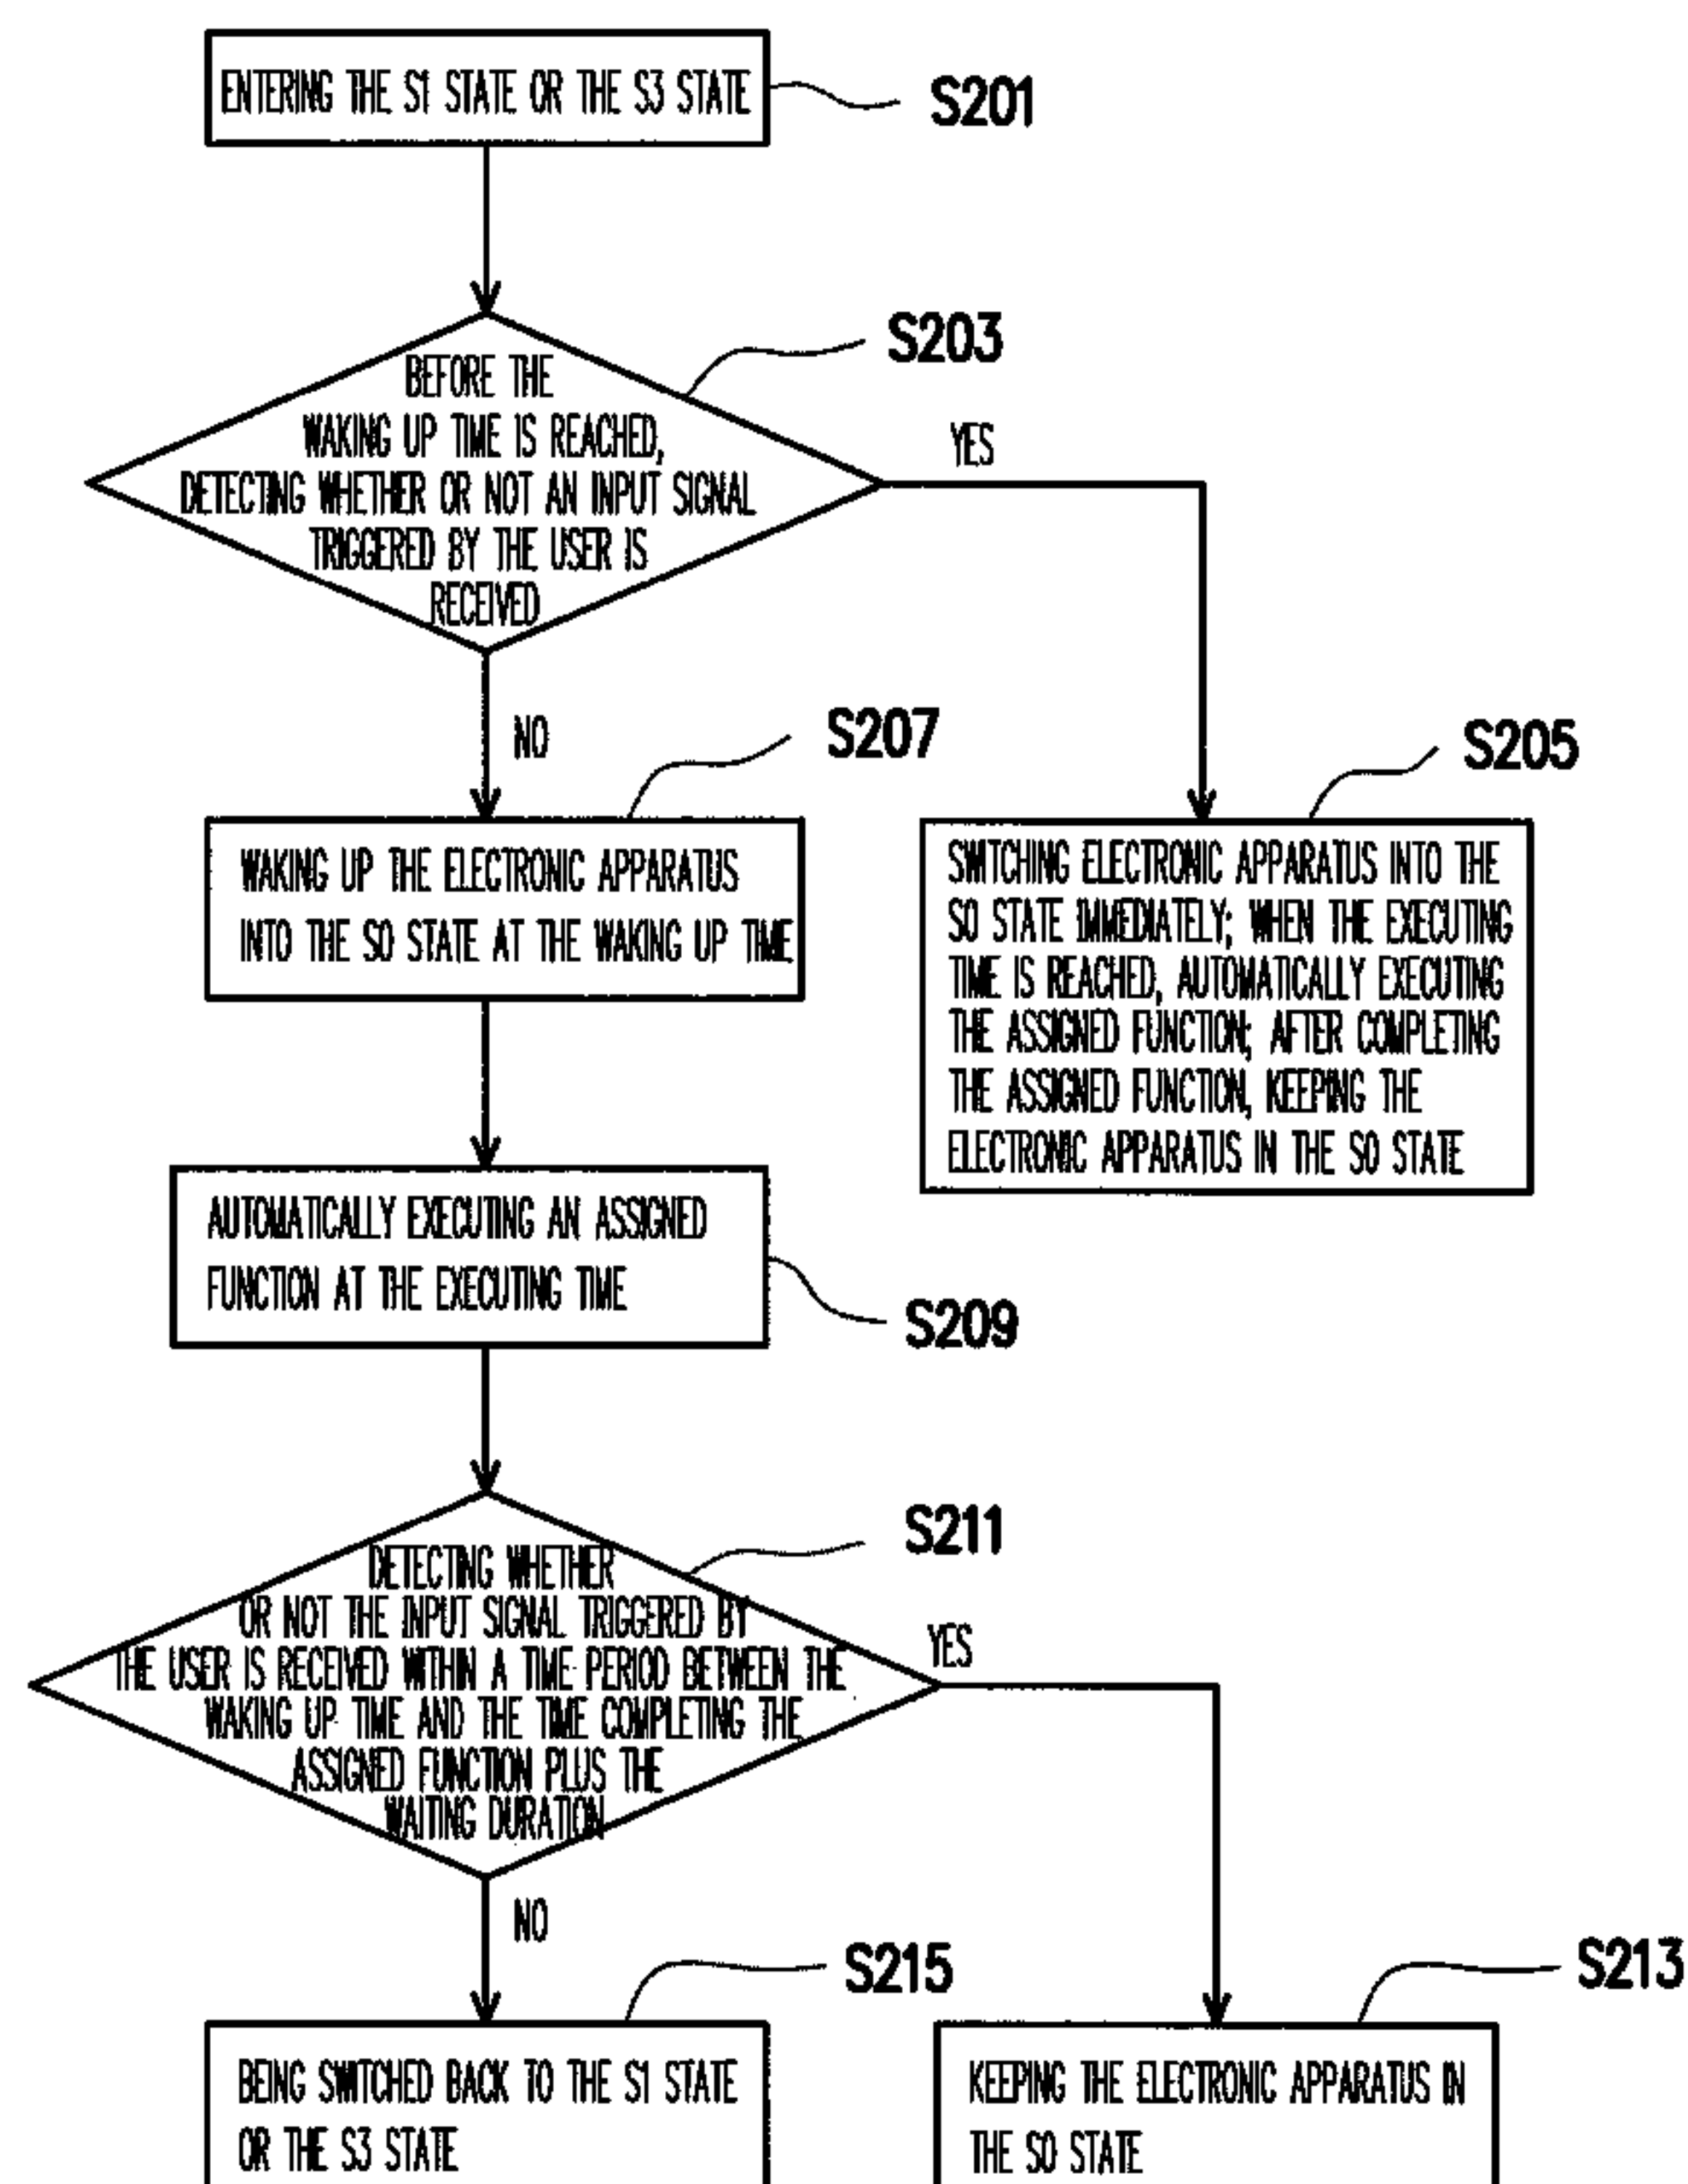 ENTERING THE S1 STATE OR THE S3 STATE
S201
S203
BEFORE THE
WAKING UP TIME IS REACHED,
DETECTING WHETHER OR NOT AN INPUT SIGNAL
TRIGGERED BY THE USER IS
RECEIVED
YES
NO
S207
S205
WAKING UP THE ELECTRONIC APPARATUS
INTO THE S0 STATE AT THE WAKING UP TIME
SWITCHING ELECTRONIC APPARATUS INTO THE
S0 STATE IMMEDIATELY; WHEN THE EXECUTING
TIME IS REACHED, AUTOMATICALLY EXECUTING
THE ASSIGNED FUNCTION; AFTER COMPLETING
THE ASSIGNED FUNCTION, KEEPING THE
ELECTRONIC APPARATUS IN THE S0 STATE
AUTOMATICALLY EXECUTING AN ASSIGNED
FUNCTION AT THE EXECUTING TIME
S209
S211
DETECTING WHETHER
OR NOT THE INPUT SIGNAL TRIGGERED BY
THE USER IS RECEIVED WITHIN A TIME PERIOD BETWEEN THE
WAKING UP TIME AND THE TIME COMPLETING THE
ASSIGNED FUNCTION PLUS THE
WAITING DURATION
YES
NO
S215
S213
BEING SWITCHED BACK TO THE S1 STATE
OR THE S3 STATE
KEEPING THE ELECTRONIC APPARATUS IN
THE S0 STATE